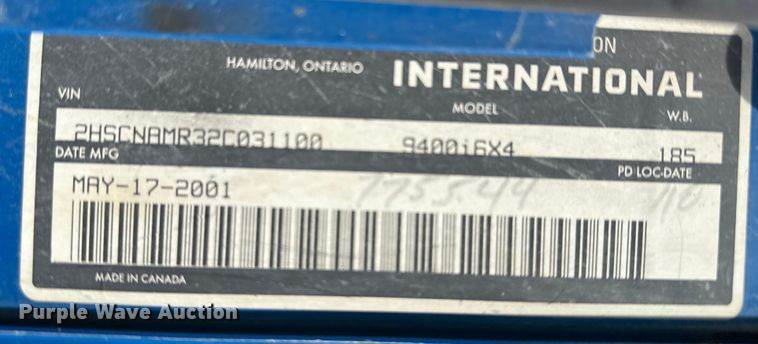 ON
HAMILTON, ONTARIO INTERNATIONAL
VIN MODEL W.B.
2HSCNAMR32C031100 9400i6X4 185
DATE MFG PD LOC-DATE
MAY-17-2001
MADE IN CANADA
Purple Wave Auction